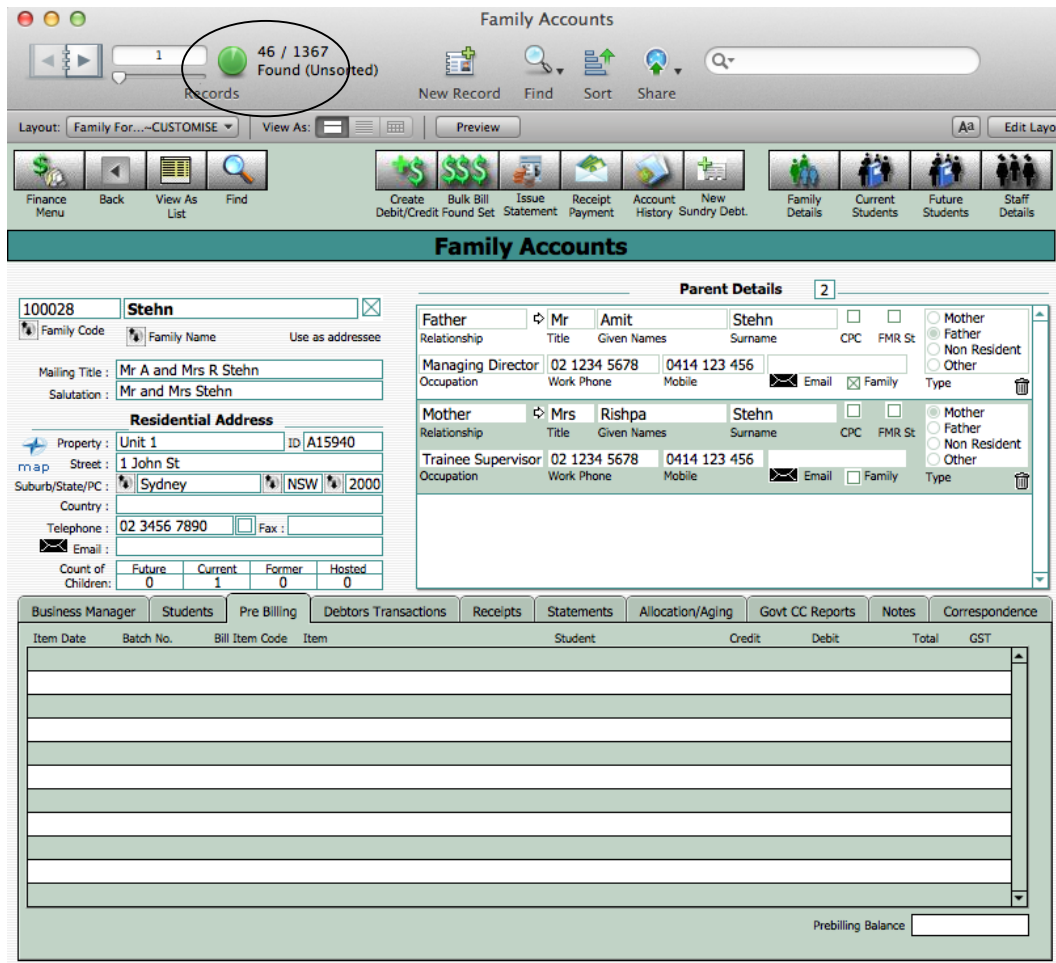 Family Accounts
1
46 / 1367
Found (Unsorted)
Records
New Record Find Sort Share
Layout: Family For...~CUSTOMISE View As: Preview Aa Edit Layo
Finance Menu Back View As List Find Create Debit/Credit Bulk Bill Found Set Issue Statement Receipt Payment Account History New Sundry Debt. Family Details Current Students Future Students Staff Details
Family Accounts
Parent Details 2
100028 Stehn
Family Code Family Name Use as addressee
Mailing Title : Mr A and Mrs R Stehn
Salutation : Mr and Mrs Stehn
Residential Address
Property : Unit 1 ID A15940
map Street : 1 John St
Suburb/State/PC : Sydney NSW 2000
Country :
Telephone : 02 3456 7890 Fax :
Email :
Count of Children: Future Current Former Hosted
0 1 0 0
Father Mr Amit Stehn
Relationship Title Given Names Surname CPC FMR St
Managing Director 02 1234 5678 0414 123 456
Occupation Work Phone Mobile Email Family
Mother
Father
Non Resident
Other
Type
Mother Mrs Rishpa Stehn
Relationship Title Given Names Surname CPC FMR St
Trainee Supervisor 02 1234 5678 0414 123 456
Occupation Work Phone Mobile Email Family
Mother
Father
Non Resident
Other
Type
Business Manager Students Pre Billing Debtors Transactions Receipts Statements Allocation/Aging Govt CC Reports Notes Correspondence
Item Date Batch No. Bill Item Code Item Student Credit Debit Total GST
Prebilling Balance